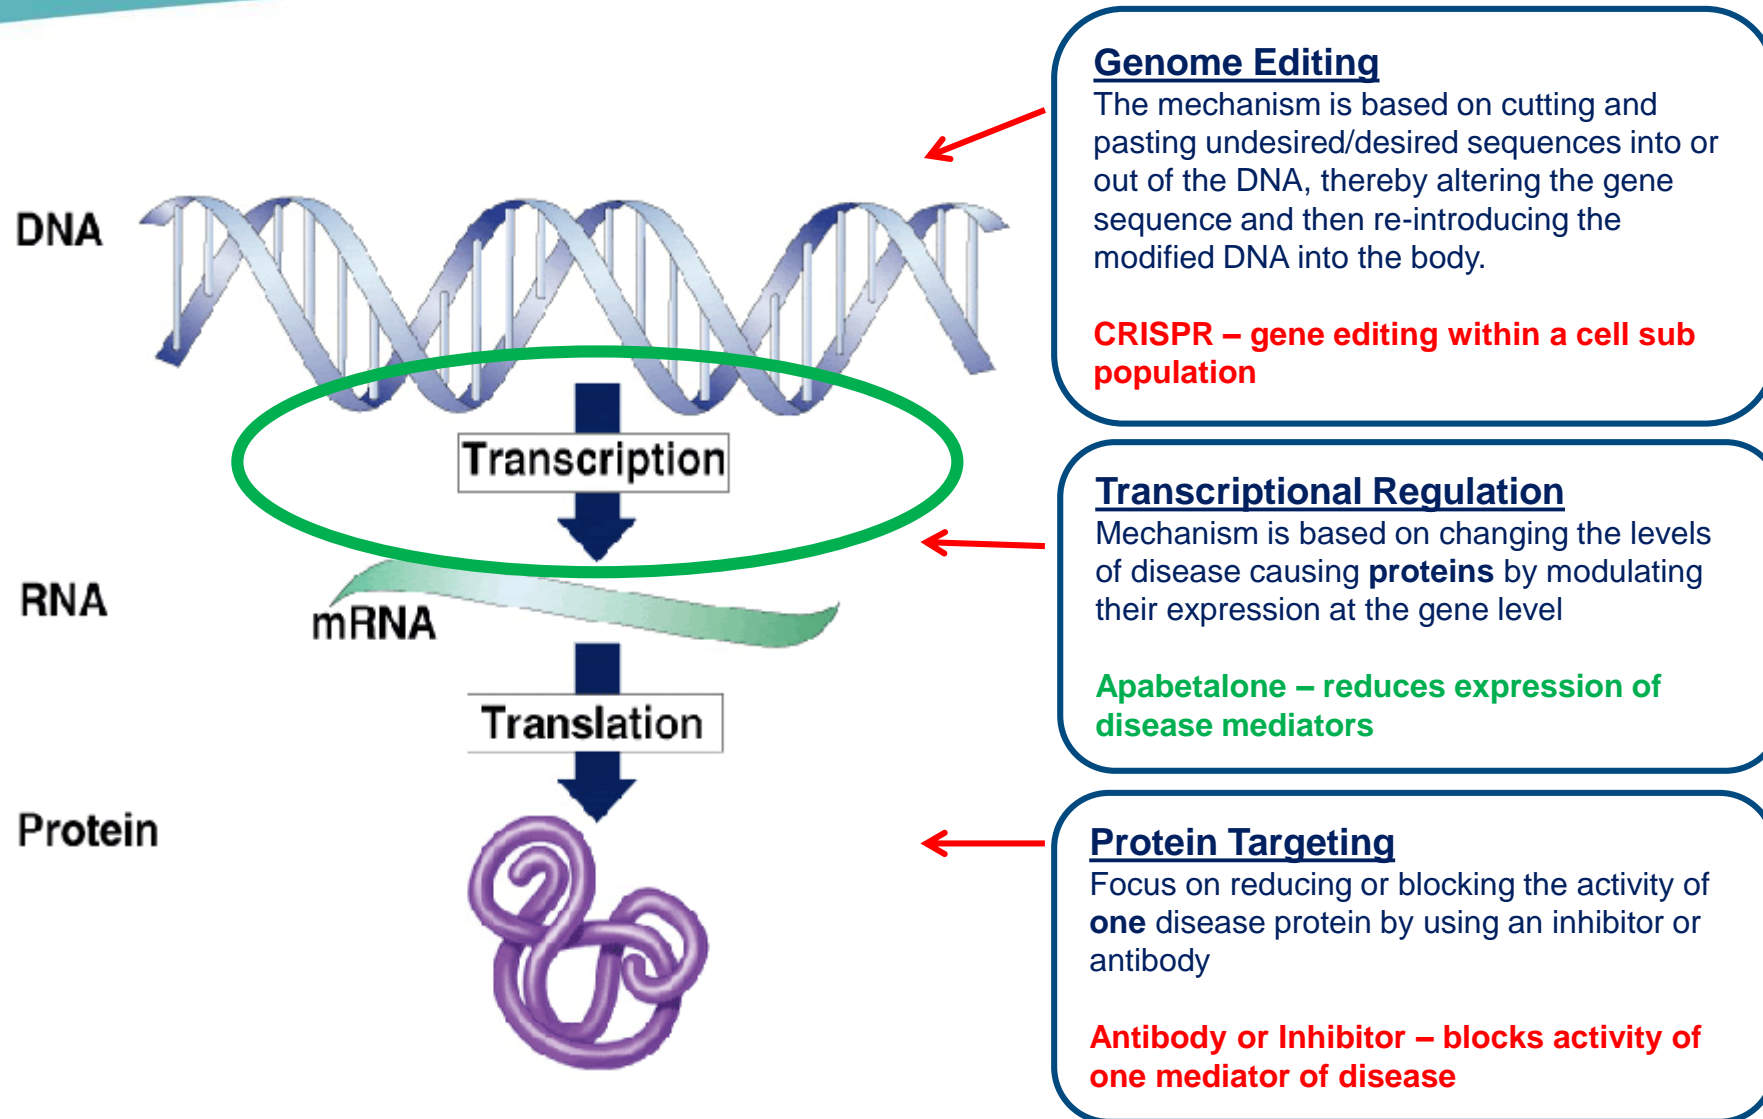 DNA
Transcription
RNA
mRNA
Translation
Protein
Genome Editing
The mechanism is based on cutting and
pasting undesired/desired sequences into or
out of the DNA, thereby altering the gene
sequence and then re-introducing the
modified DNA into the body.
CRISPR – gene editing within a cell sub
population
Transcriptional Regulation
Mechanism is based on changing the levels
of disease causing proteins by modulating
their expression at the gene level
Apabetalone – reduces expression of
disease mediators
Protein Targeting
Focus on reducing or blocking the activity of
one disease protein by using an inhibitor or
antibody
Antibody or Inhibitor – blocks activity of
one mediator of disease